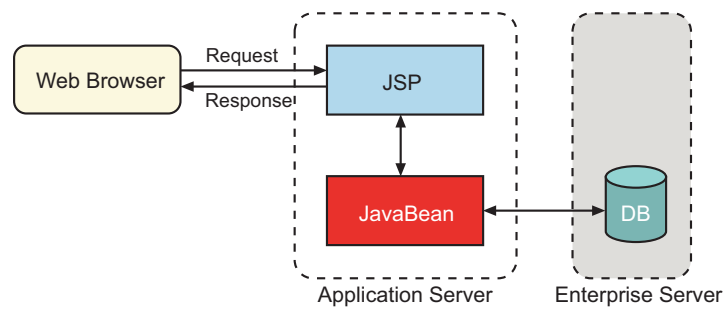 Request
Web Browser
JSP
Response
JavaBean
DB
Application Server
Enterprise Server